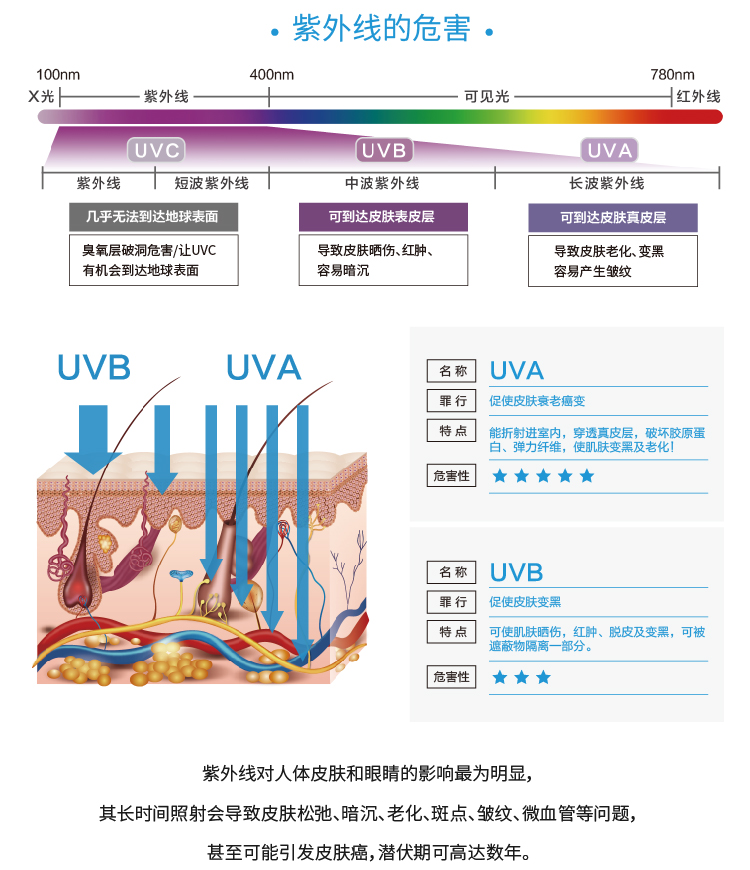 • 紫外线的危害 •
100nm 400nm 780nm
X光 紫外线 可见光 红外线
UVC UVB UVA
紫外线 短波紫外线 中波紫外线 长波紫外线
几乎无法到达地球表面
臭氧层破洞危害/让UVC
有机会到达地球表面
可到达皮肤表皮层
导致皮肤晒伤、红肿、
容易暗沉
可到达皮肤真皮层
导致皮肤老化、变黑
容易产生皱纹
UVB UVA
名称 UVA
罪行 促使皮肤衰老癌变
特点 能折射进室内，穿透真皮层，破坏胶原蛋
白、弹力纤维，使肌肤变黑及老化！
危害性 ★★★★★
名称 UVB
罪行 促使皮肤变黑
特点 可使肌肤晒伤，红肿、脱皮及变黑，可被
遮蔽物隔离一部分。
危害性 ★★★
紫外线对人体皮肤和眼睛的影响最为明显，
其长时间照射会导致皮肤松弛、暗沉、老化、斑点、皱纹、微血管等问题，
甚至可能引发皮肤癌，潜伏期可高达数年。